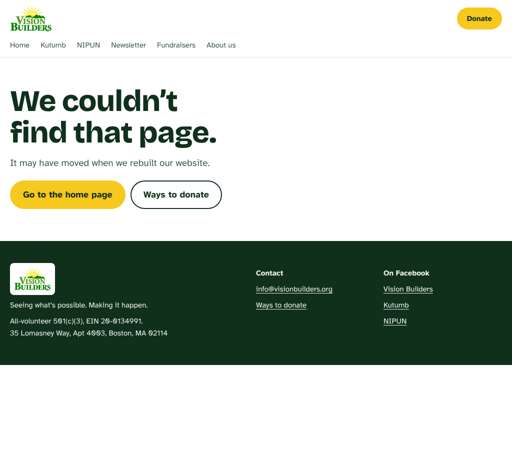 VISION
BUILDERS
Donate
Home Kutumb NIPUN Newsletter Fundraisers About us
We couldn’t
find that page.
It may have moved when we rebuilt our website.
Go to the home page Ways to donate
VISION
BUILDERS
Seeing what's possible. Making it happen.
All-volunteer 501(c)(3), EIN 20-0134991.
35 Lomasney Way, Apt 4003, Boston, MA 02114
Contact
info@visionbuilders.org
Ways to donate
On Facebook
Vision Builders
Kutumb
NIPUN